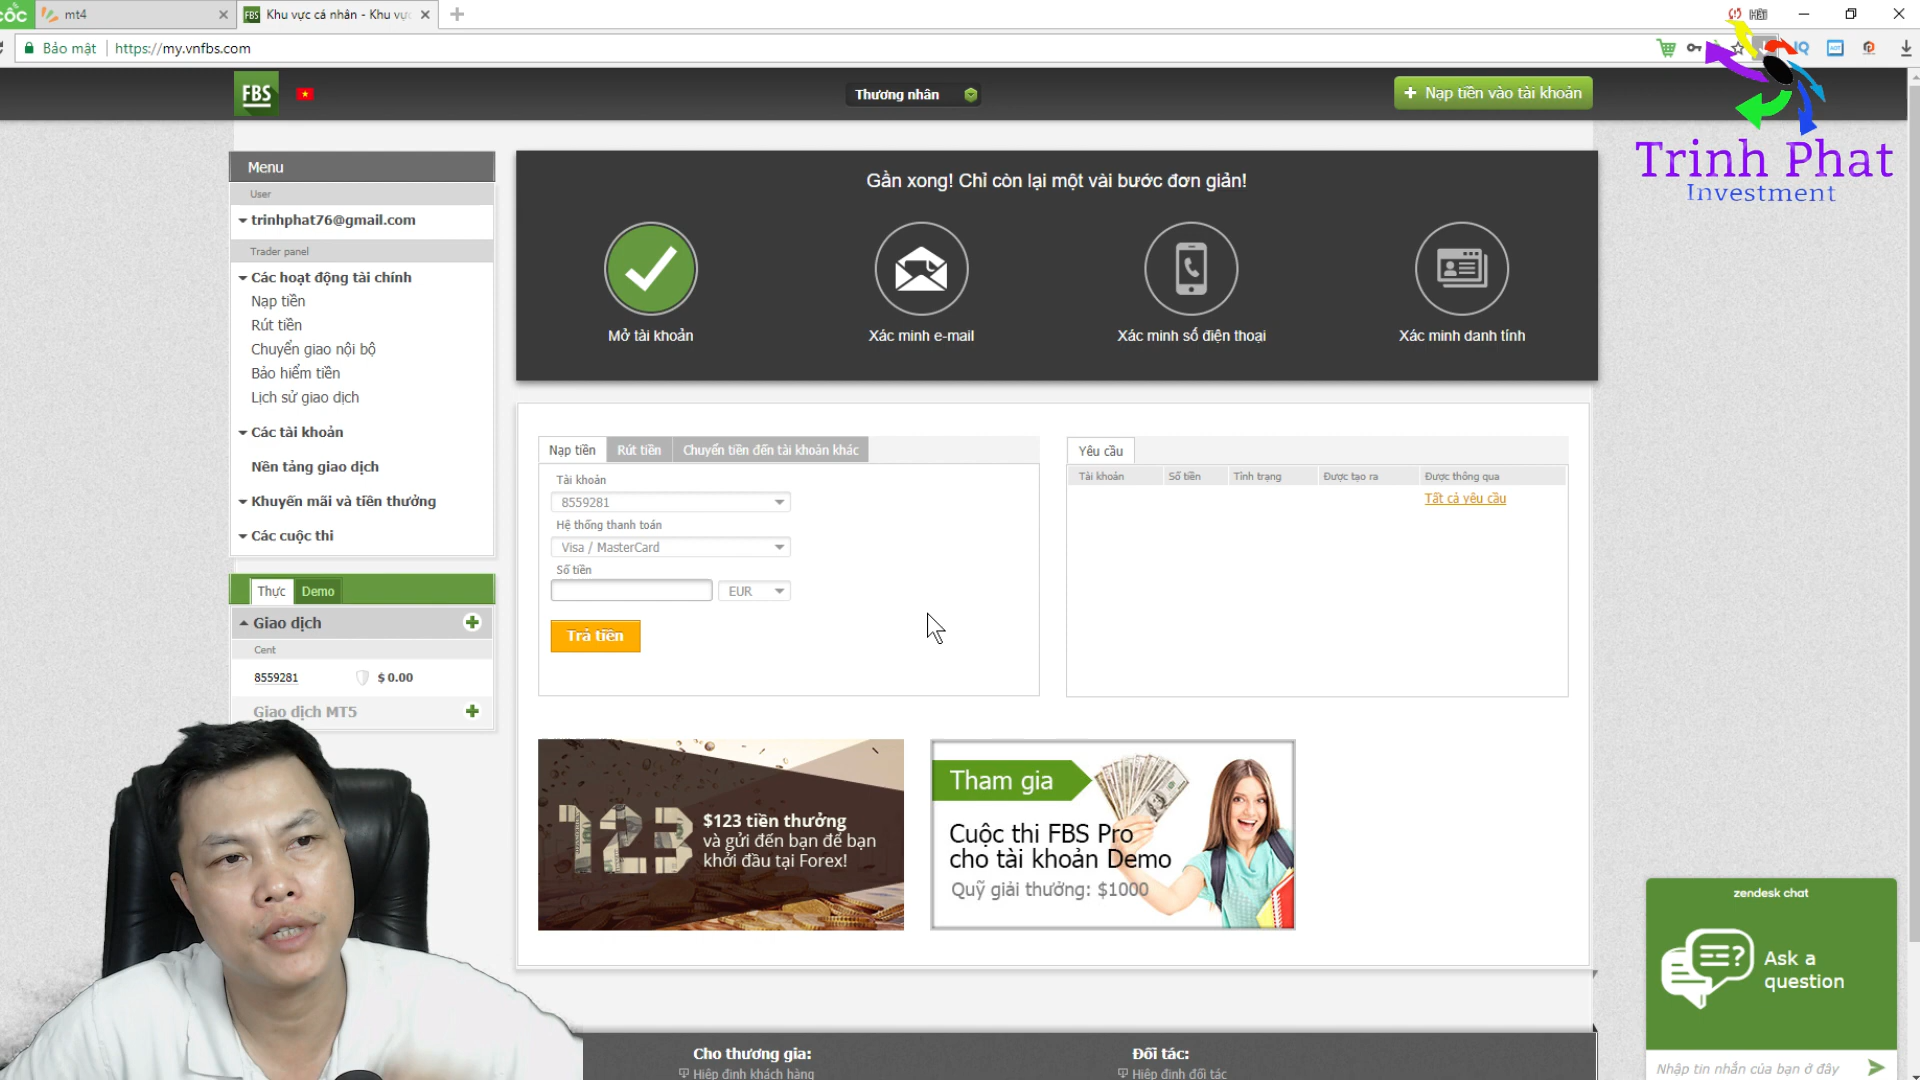 CỐC
mt4
FBS Khu vực cá nhân - Khu vực
Hải
Bảo mật
https://my.vnfbs.com
IQ
FBS
Thương nhân
+ Nạp tiền vào tài khoản
Trinh Phat
Investment
Menu
User
trinhphat76@gmail.com
Trader panel
Các hoạt động tài chính
Nạp tiền
Rút tiền
Chuyển giao nội bộ
Bảo hiểm tiền
Lịch sử giao dịch
Các tài khoản
Nền tảng giao dịch
Khuyến mãi và tiền thưởng
Các cuộc thi
Gần xong! Chỉ còn lại một vài bước đơn giản!
Mở tài khoản
Xác minh e-mail
Xác minh số điện thoại
Xác minh danh tính
Nạp tiền
Rút tiền
Chuyển tiền đến tài khoản khác
Tài khoản
8559281
Hệ thống thanh toán
Visa / MasterCard
Số tiền
EUR
Trả tiền
Yêu cầu
Tài khoản
Số tiền
Tình trạng
Được tạo ra
Được thông qua
Tất cả yêu cầu
Thực
Demo
Giao dịch
Cent
8559281
$ 0.00
Giao dịch MT5
123
$123 tiền thưởng
và gửi đến bạn để bạn
khởi đầu tại Forex!
Tham gia
Cuộc thi FBS Pro
cho tài khoản Demo
Quỹ giải thưởng: $1000
zendesk chat
Ask a
question
Nhập tin nhắn của bạn ở đây
Cho thương gia:
Hiệp định khách hàng
Đối tác:
Hiệp định đối tác